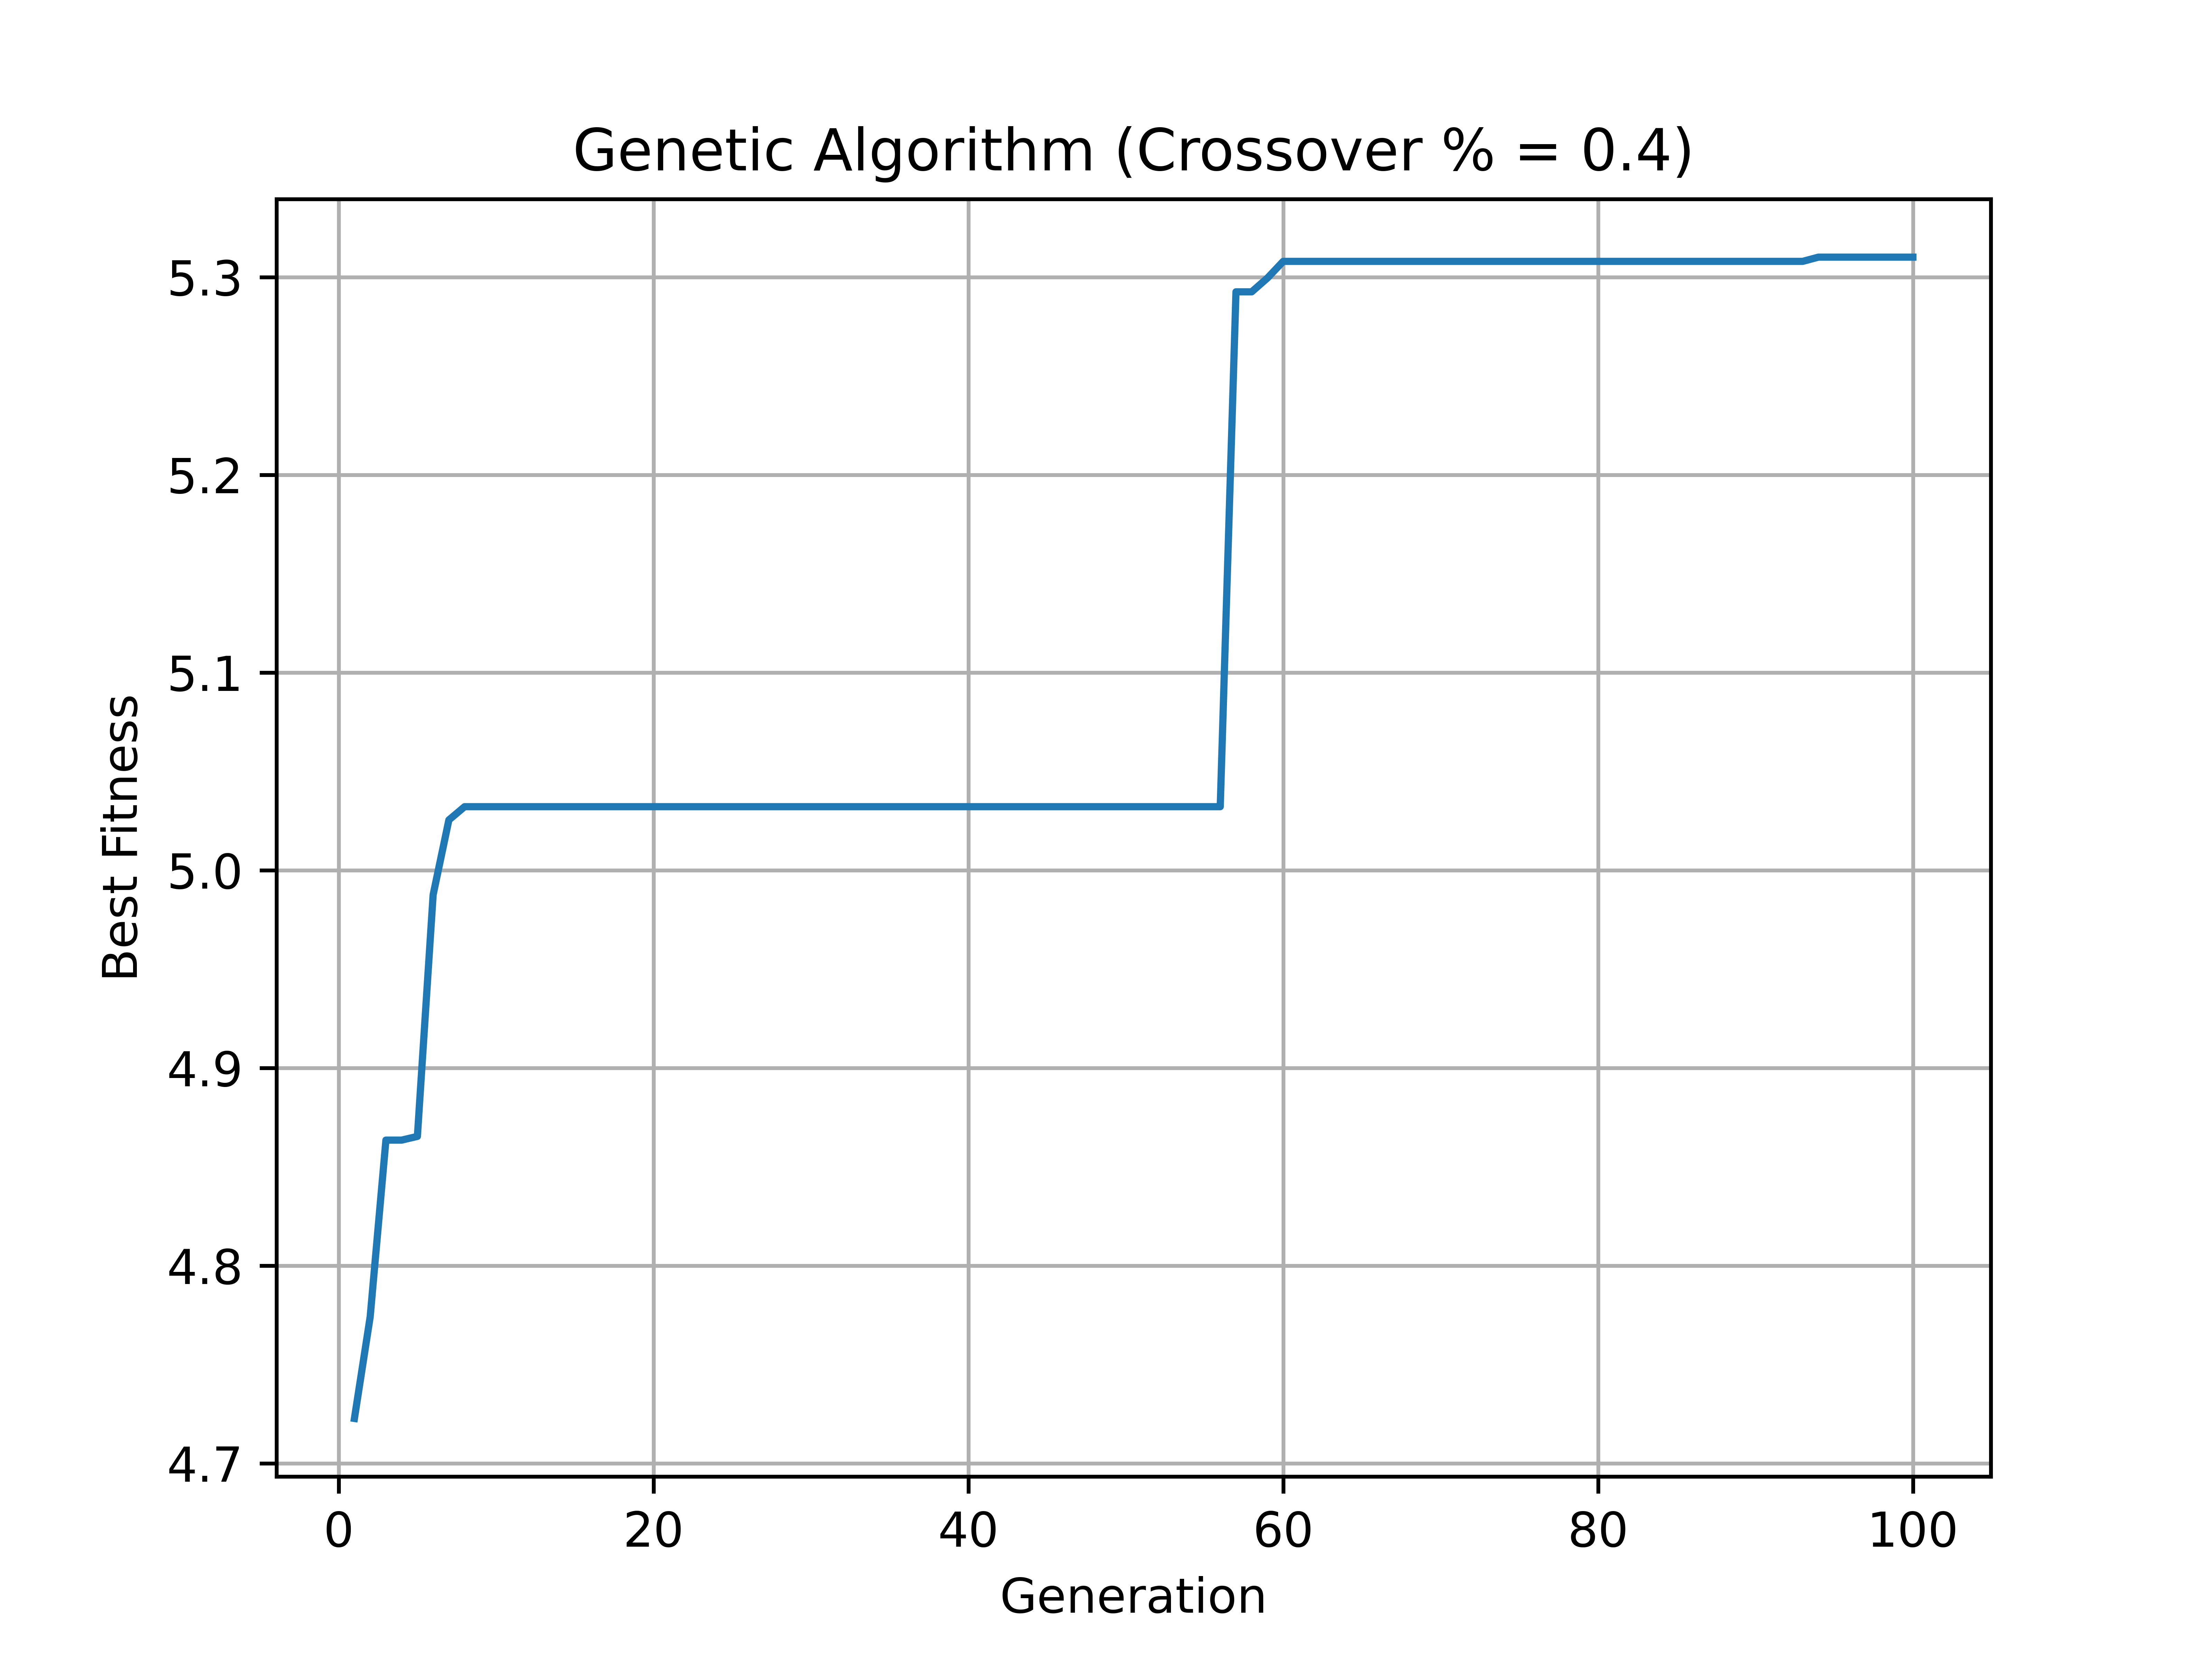 Genetic Algorithm (Crossover % = 0.4)
5.3
5.2
5.1
5.0
4.9
4.8
4.7
Best Fitness
0 20 40 60 80 100
Generation